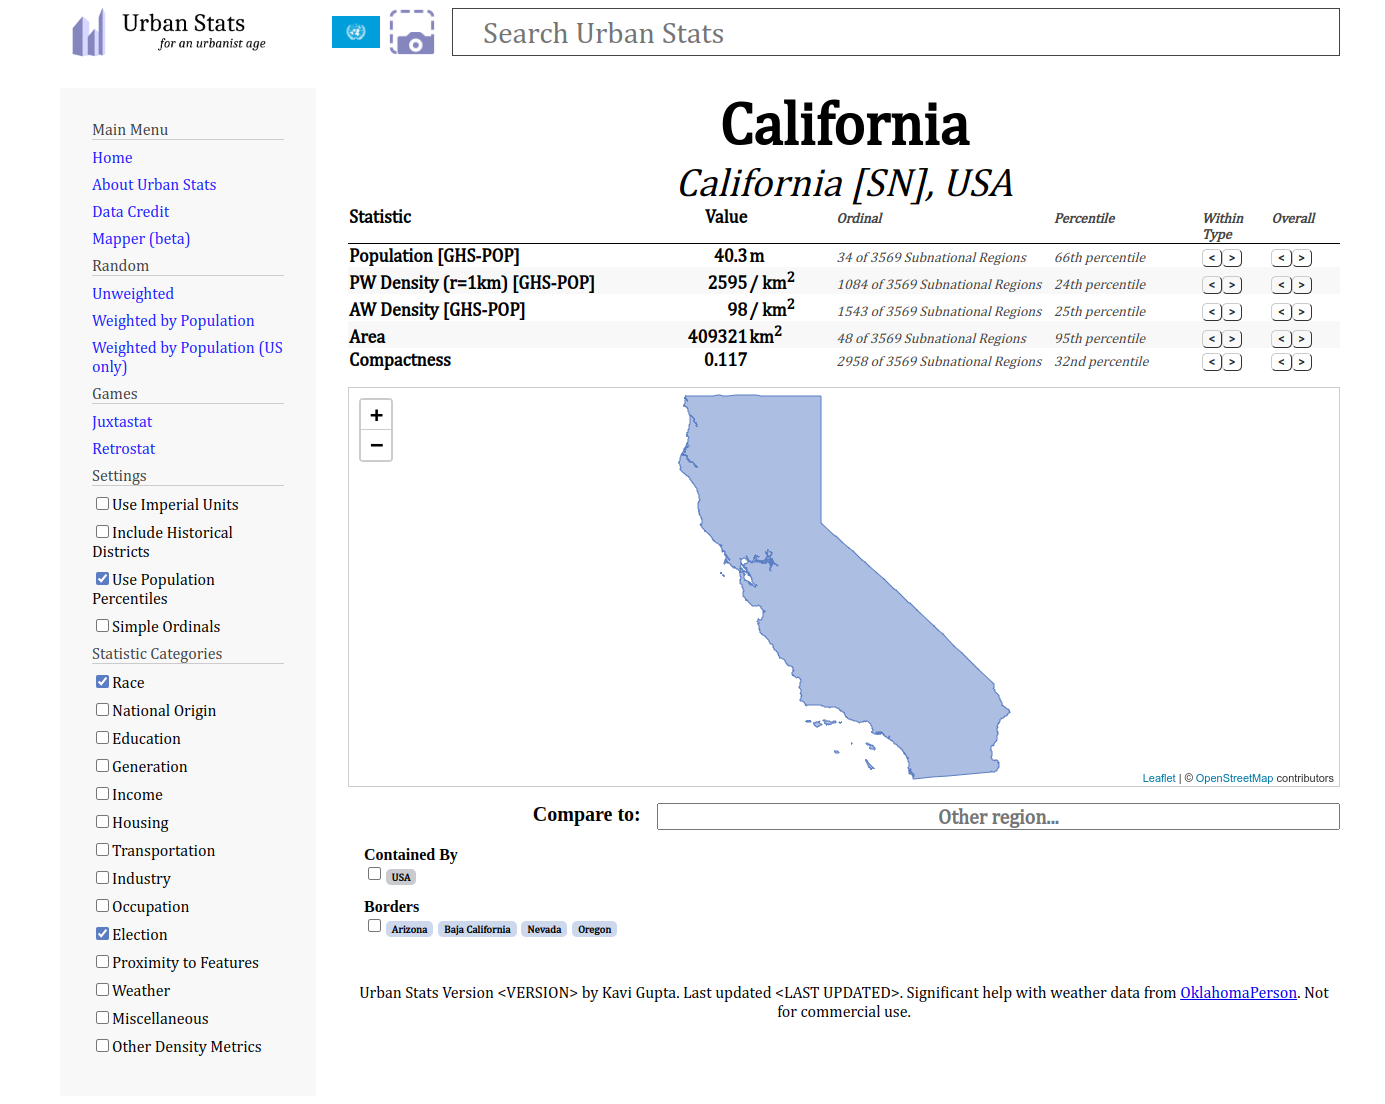 Urban Stats
for an urbanist age
Search Urban Stats
Main Menu
Home
About Urban Stats
Data Credit
Mapper (beta)
Random
Unweighted
Weighted by Population
Weighted by Population (US
only)
Games
Juxtastat
Retrostat
Settings
Use Imperial Units
Include Historical
Districts
Use Population
Percentiles
Simple Ordinals
Statistic Categories
Race
National Origin
Education
Generation
Income
Housing
Transportation
Industry
Occupation
Election
Proximity to Features
Weather
Miscellaneous
Other Density Metrics
California
California [SN], USA
Statistic Value Ordinal Percentile Within Type Overall
Population [GHS-POP] 40.3 m 34 of 3569 Subnational Regions 66th percentile < > < >
PW Density (r=1km) [GHS-POP] 2595 / km² 1084 of 3569 Subnational Regions 24th percentile < > < >
AW Density [GHS-POP] 98 / km² 1543 of 3569 Subnational Regions 25th percentile < > < >
Area 409321 km² 48 of 3569 Subnational Regions 95th percentile < > < >
Compactness 0.117 2958 of 3569 Subnational Regions 32nd percentile < > < >
+
−
Leaflet | © OpenStreetMap contributors
Compare to: Other region...
Contained By
USA
Borders
Arizona Baja California Nevada Oregon
Urban Stats Version <VERSION> by Kavi Gupta. Last updated <LAST UPDATED>. Significant help with weather data from OklahomaPerson. Not
for commercial use.